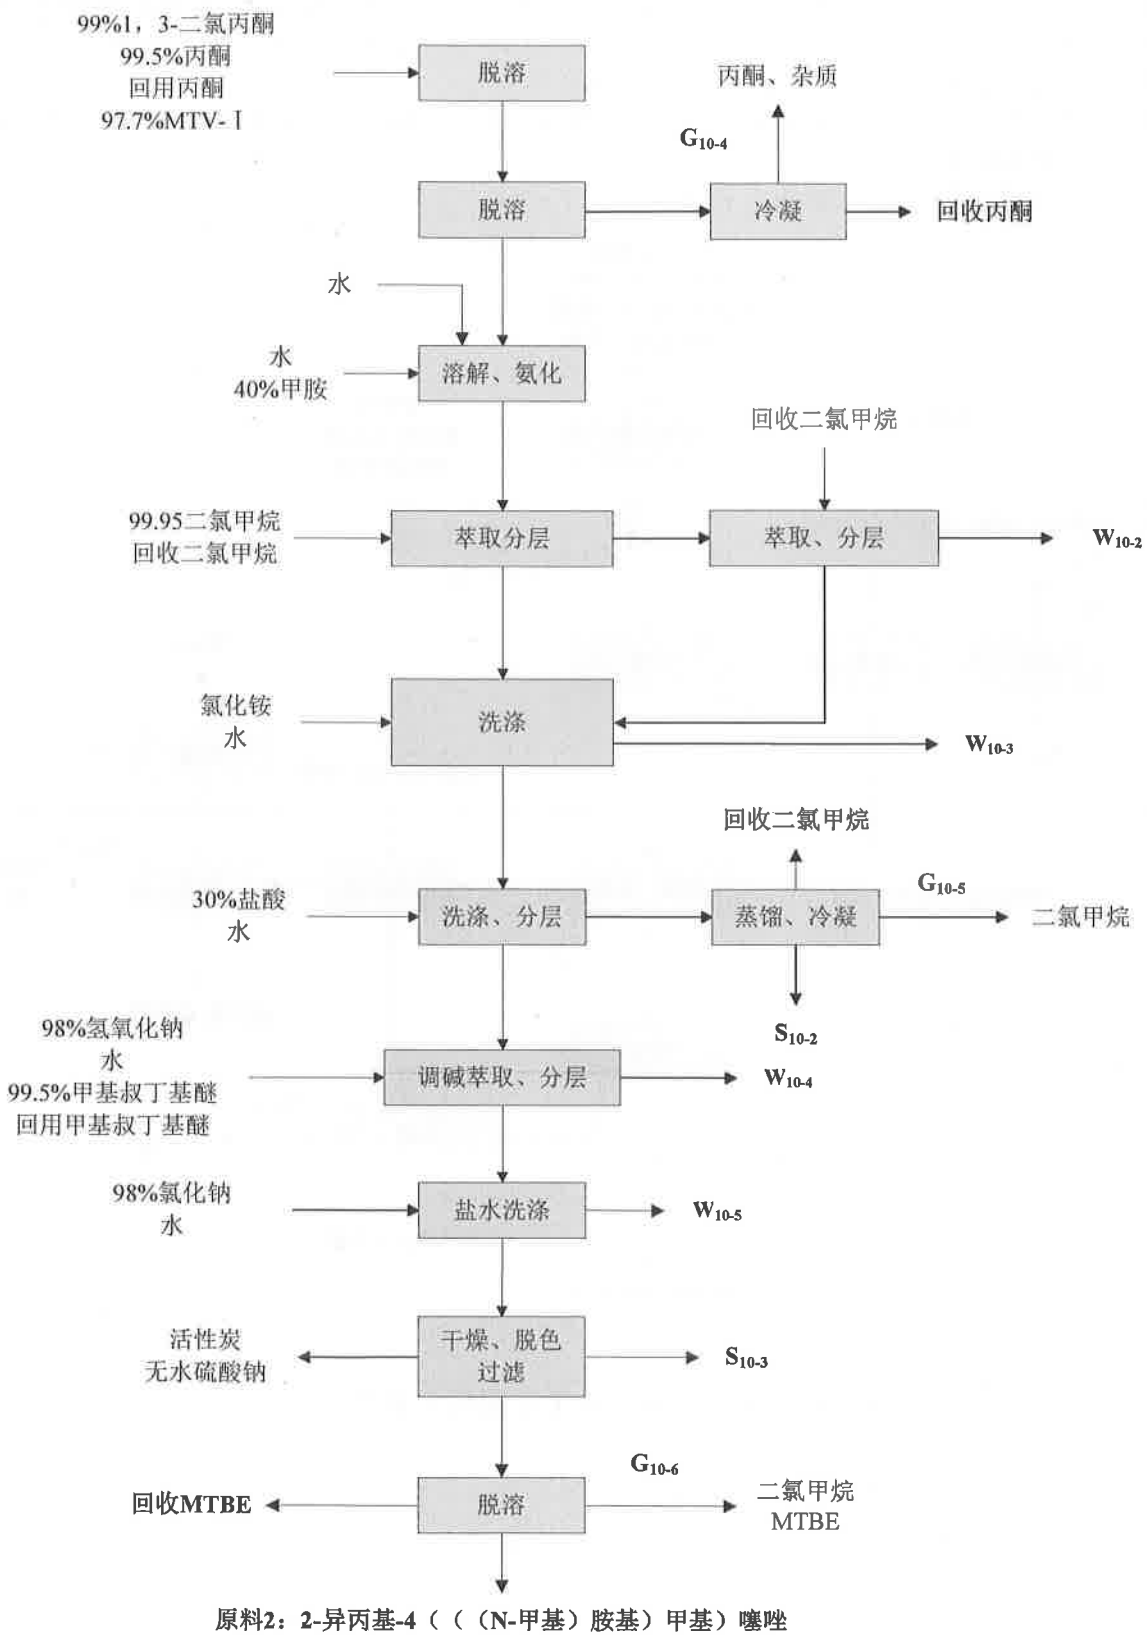 99%1，3-二氯丙酮
99.5%丙酮
回用丙酮
97.7%MTV-Ⅰ
脱溶
丙酮、杂质
G10-4
脱溶
冷凝
回收丙酮
水
水
40%甲胺
溶解、氨化
回收二氯甲烷
99.95二氯甲烷
回收二氯甲烷
萃取分层
萃取、分层
W10-2
氯化铵
水
洗涤
W10-3
回收二氯甲烷
30%盐酸
水
洗涤、分层
蒸馏、冷凝
G10-5
二氯甲烷
S10-2
98%氢氧化钠
水
99.5%甲基叔丁基醚
回用甲基叔丁基醚
调碱萃取、分层
W10-4
98%氯化钠
水
盐水洗涤
W10-5
活性炭
无水硫酸钠
干燥、脱色
过滤
S10-3
回收MTBE
脱溶
G10-6
二氯甲烷
MTBE
原料2：2-异丙基-4（（（N-甲基）胺基）甲基）噻唑